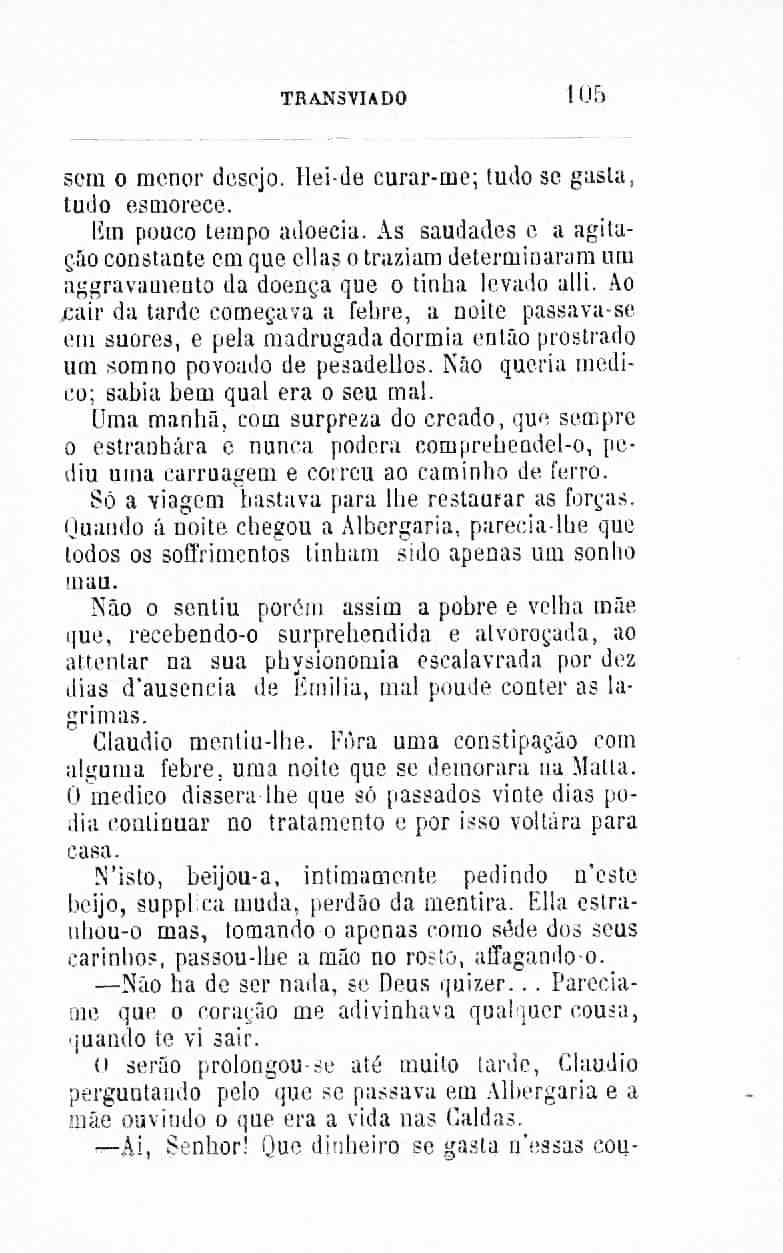 TRANSVIADO 105
sem o menor desejo. Hei-de curar-me; tudo se gasta,
tudo esmorece.
Em pouco tempo adoecia. As saudades e a agita-
ção constante em que ellas o traziam determinaram um
aggravamento da doença que o tinha levado alli. Ao
cair da tarde começava a febre, a noite passava-se
em suores, e pela madrugada dormia então prostrado
um somno povoado de pesadellos. Não queria medi-
co; sabia bem qual era o seu mal.
Uma manhã, com surpreza do creado, que sempre
o estranhára e nunca podera comprehendel-o, pe-
diu uma carruagem e correu ao caminho de ferro.
Só a viagem bastava para lhe restaurar as forças.
Quando á noite chegou a Albergaria, parecia-lhe que
todos os soffrimentos tinham sido apenas um sonho
mau.
Não o sentiu porém assim a pobre e velha mãe
que, recebendo-o surprehendida e alvoroçada, ao
attentar na sua physionomia escalavrada por dez
dias d'ausencia de Emilia, mal poude conter as la-
grimas.
Claudio mentiu-lhe. Fôra uma constipação com
alguma febre, uma noite que se demorara na Matta.
O medico dissera-lhe que só passados vinte dias po-
dia continuar no tratamento e por isso voltára para
casa.
N'isto, beijou-a, intimamente pedindo n'este
beijo, supplica muda, perdão da mentira. Ella estra-
nhou-o mas, tomando-o apenas como sêde dos seus
carinhos, passou-lhe a mão no rosto, affagando-o.
—Não ha de ser nada, se Deus quizer... Parecia-
me que o coração me adivinhava qualquer cousa,
quando te vi sair.
O serão prolongou-se até muito tarde, Claudio
perguntando pelo que se passava em Albergaria e a
mãe ouvindo o que era a vida nas Caldas.
—Ai, Senhor! Que dinheiro se gasta n'essas cou-